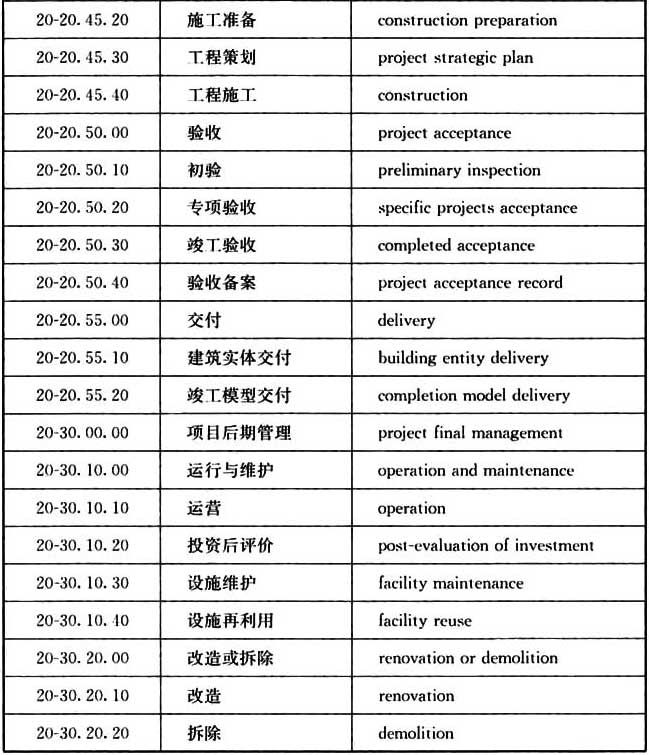 20-20.45.20 施工准备 construction preparation
20-20.45.30 工程策划 project strategic plan
20-20.45.40 工程施工 construction
20-20.50.00 验收 project acceptance
20-20.50.10 初验 preliminary inspection
20-20.50.20 专项验收 specific projects acceptance
20-20.50.30 竣工验收 completed acceptance
20-20.50.40 验收备案 project acceptance record
20-20.55.00 交付 delivery
20-20.55.10 建筑实体交付 building entity delivery
20-20.55.20 竣工模型交付 completion model delivery
20-30.00.00 项目后期管理 project final management
20-30.10.00 运行与维护 operation and maintenance
20-30.10.10 运营 operation
20-30.10.20 投资后评价 post-evaluation of investment
20-30.10.30 设施维护 facility maintenance
20-30.10.40 设施再利用 facility reuse
20-30.20.00 改造或拆除 renovation or demolition
20-30.20.10 改造 renovation
20-30.20.20 拆除 demolition